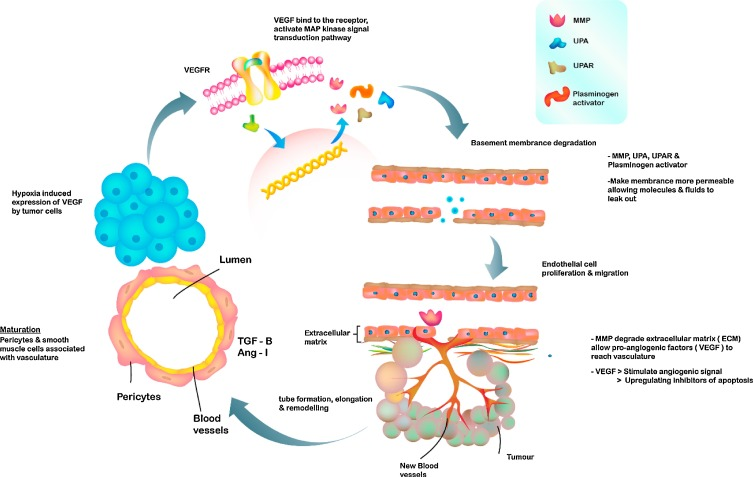 VEGF bind to the receptor,
activate MAP kinase signal
transduction pathway
VEGFR
MMP
UPA
UPAR
Plasminogen
activator
Basement membrance degradation
- MMP, UPA, UPAR &
Plasminogen activator
-Make membrane more permeable
allowing molecules & fluids to
leak out
Hypoxia induced
expression of VEGF
by tumor cells
Endothelial cell
proliferation & migration
Lumen
Maturation
Pericytes & smooth
muscle cells associated
with vasculature
TGF - B
Ang - I
Pericytes
Blood
vessels
Extracellular
matrix
- MMP degrade extracellular matrix ( ECM )
allow pro-angiogenic factors ( VEGF ) to
reach vasculature
- VEGF > Stimulate angiogenic signal
> Upregulating inhibitors of apoptosis
tube formation, elongation
& remodelling
New Blood
vessels
Tumour